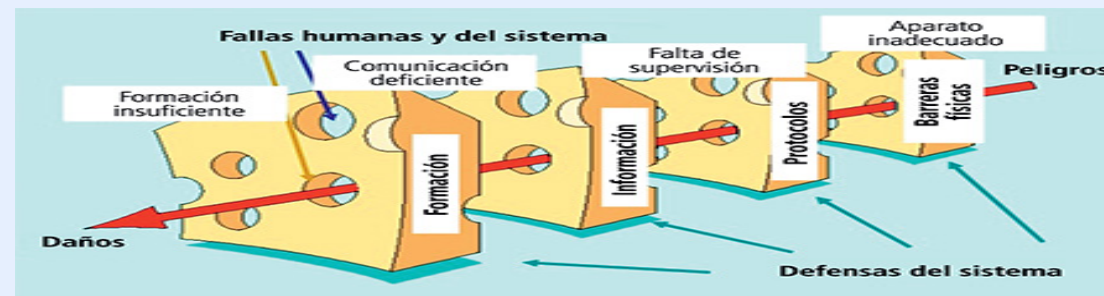 Fallas humanas y del sistema
Aparato
inadecuado
Falta de
supervisión
Comunicación
deficiente
Formación
insuficiente
Peligros
Barreras
físicas
Protocolos
Información
Formación
Daños
Defensas del sistema